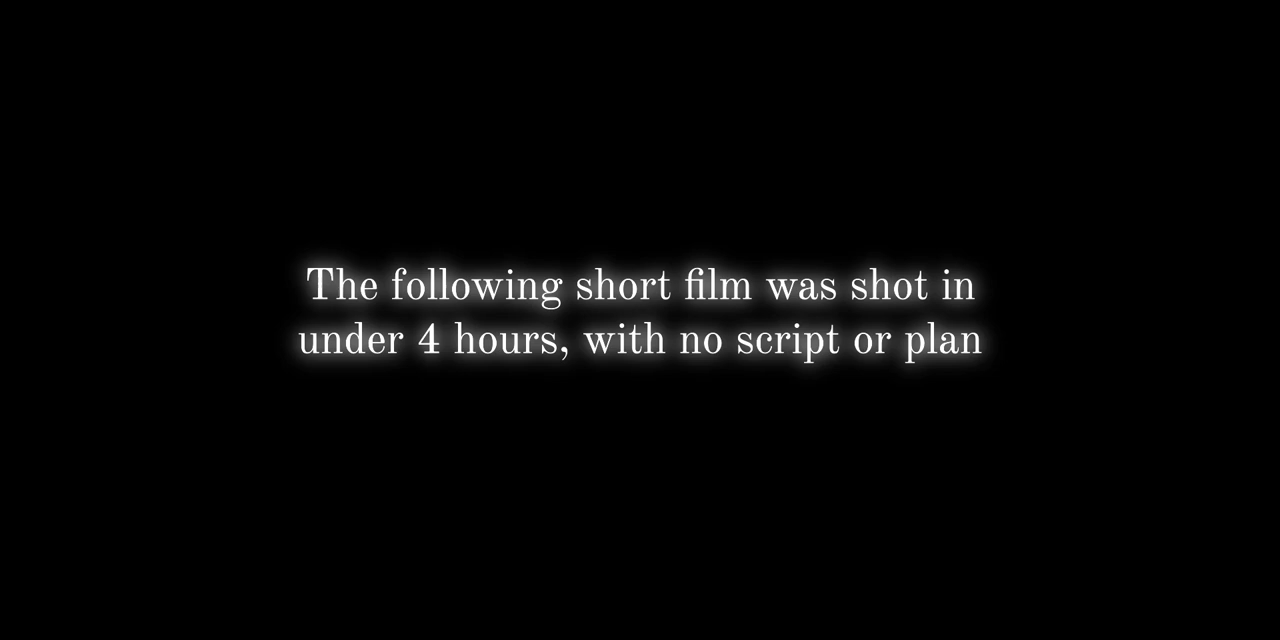 The following short film was shot in
under 4 hours, with no script or plan